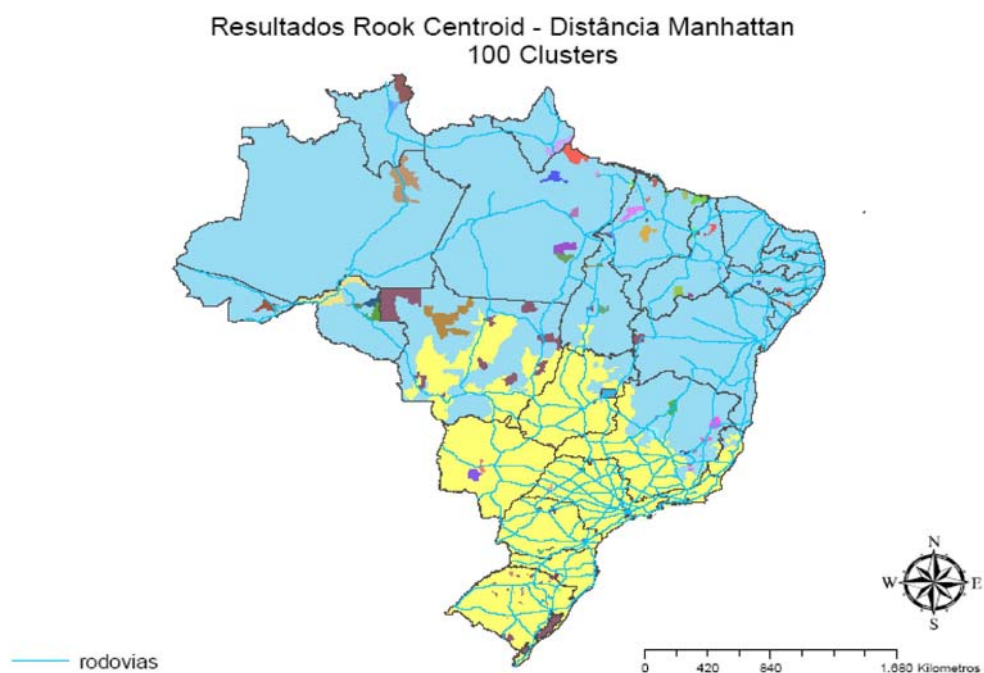 Resultados Rook Centroid - Distância Manhattan
100 Clusters
N
W E
S
rodovias
0 420 840 1.680 Kilometros